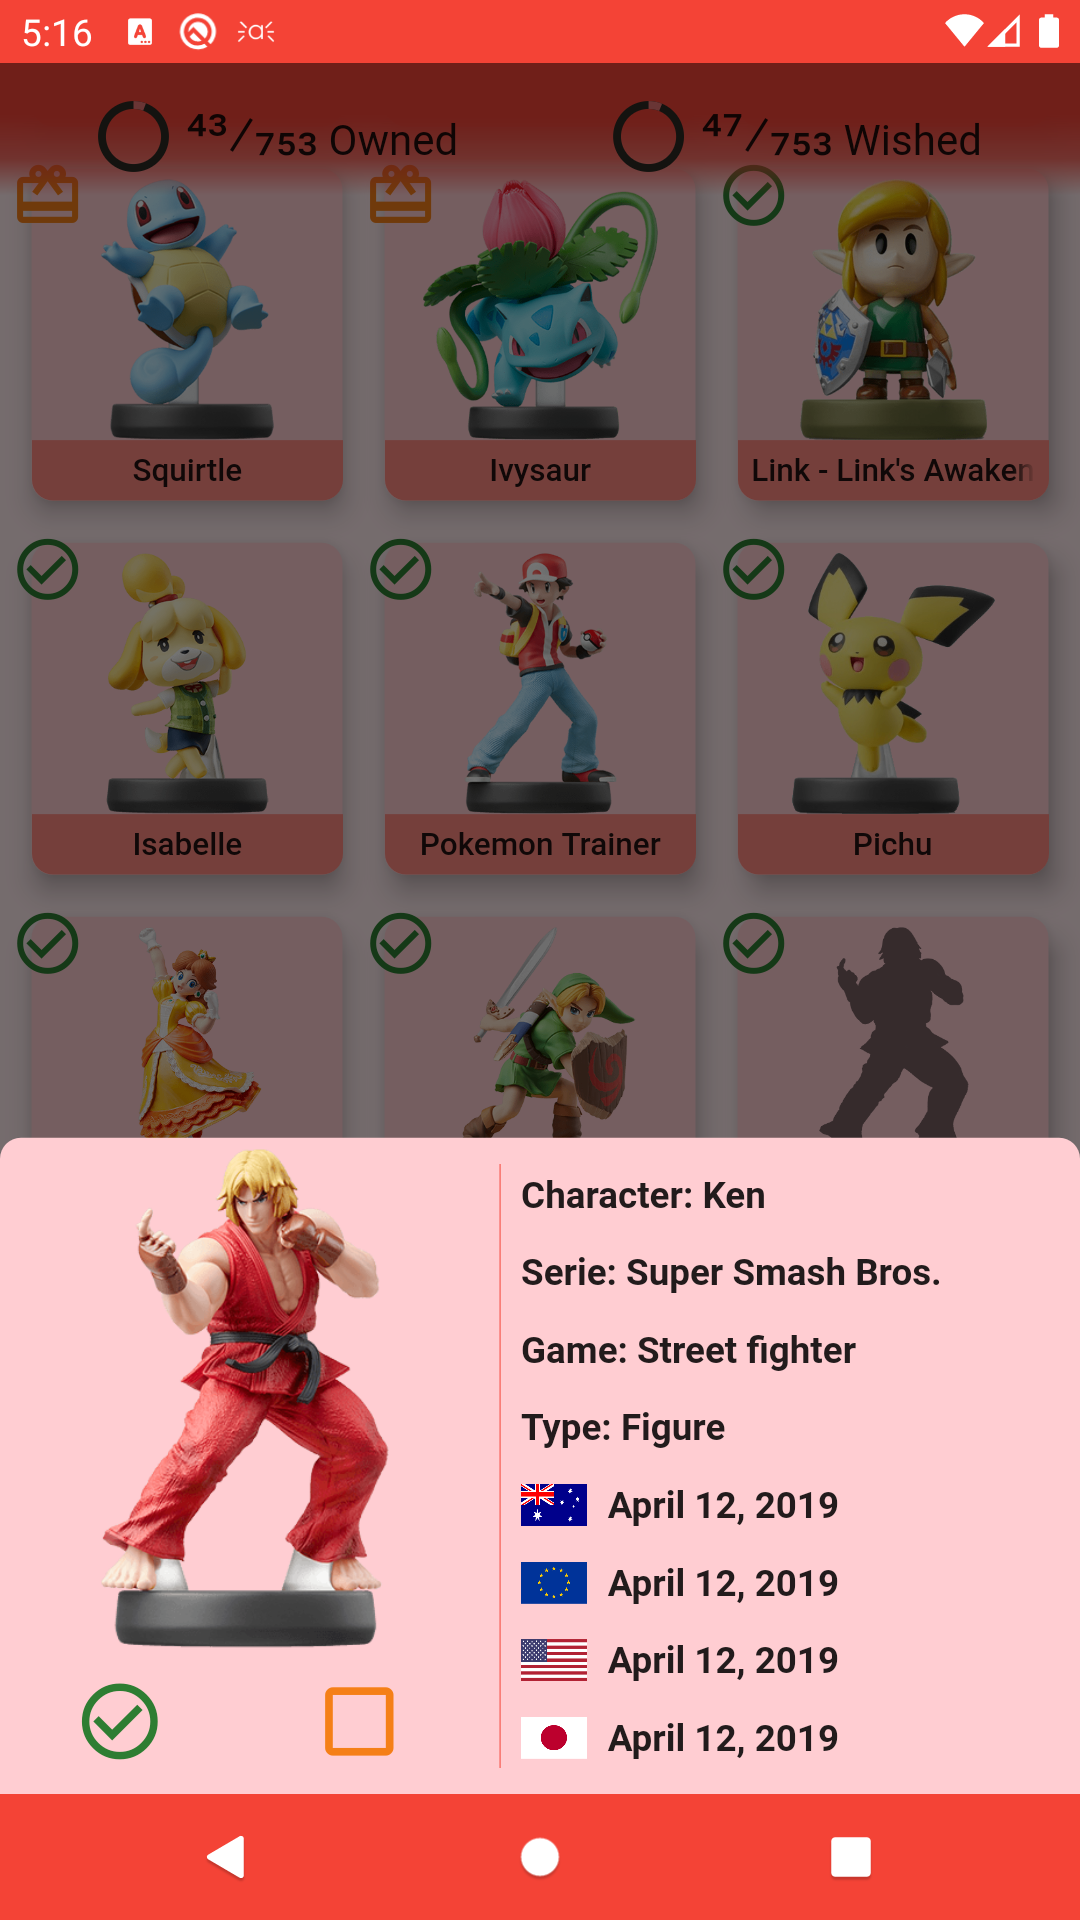 5:16
43/753 Owned
47/753 Wished
Squirtle
Ivysaur
Link - Link's Awaken
Isabelle
Pokemon Trainer
Pichu
Character: Ken
Serie: Super Smash Bros.
Game: Street fighter
Type: Figure
April 12, 2019
April 12, 2019
April 12, 2019
April 12, 2019